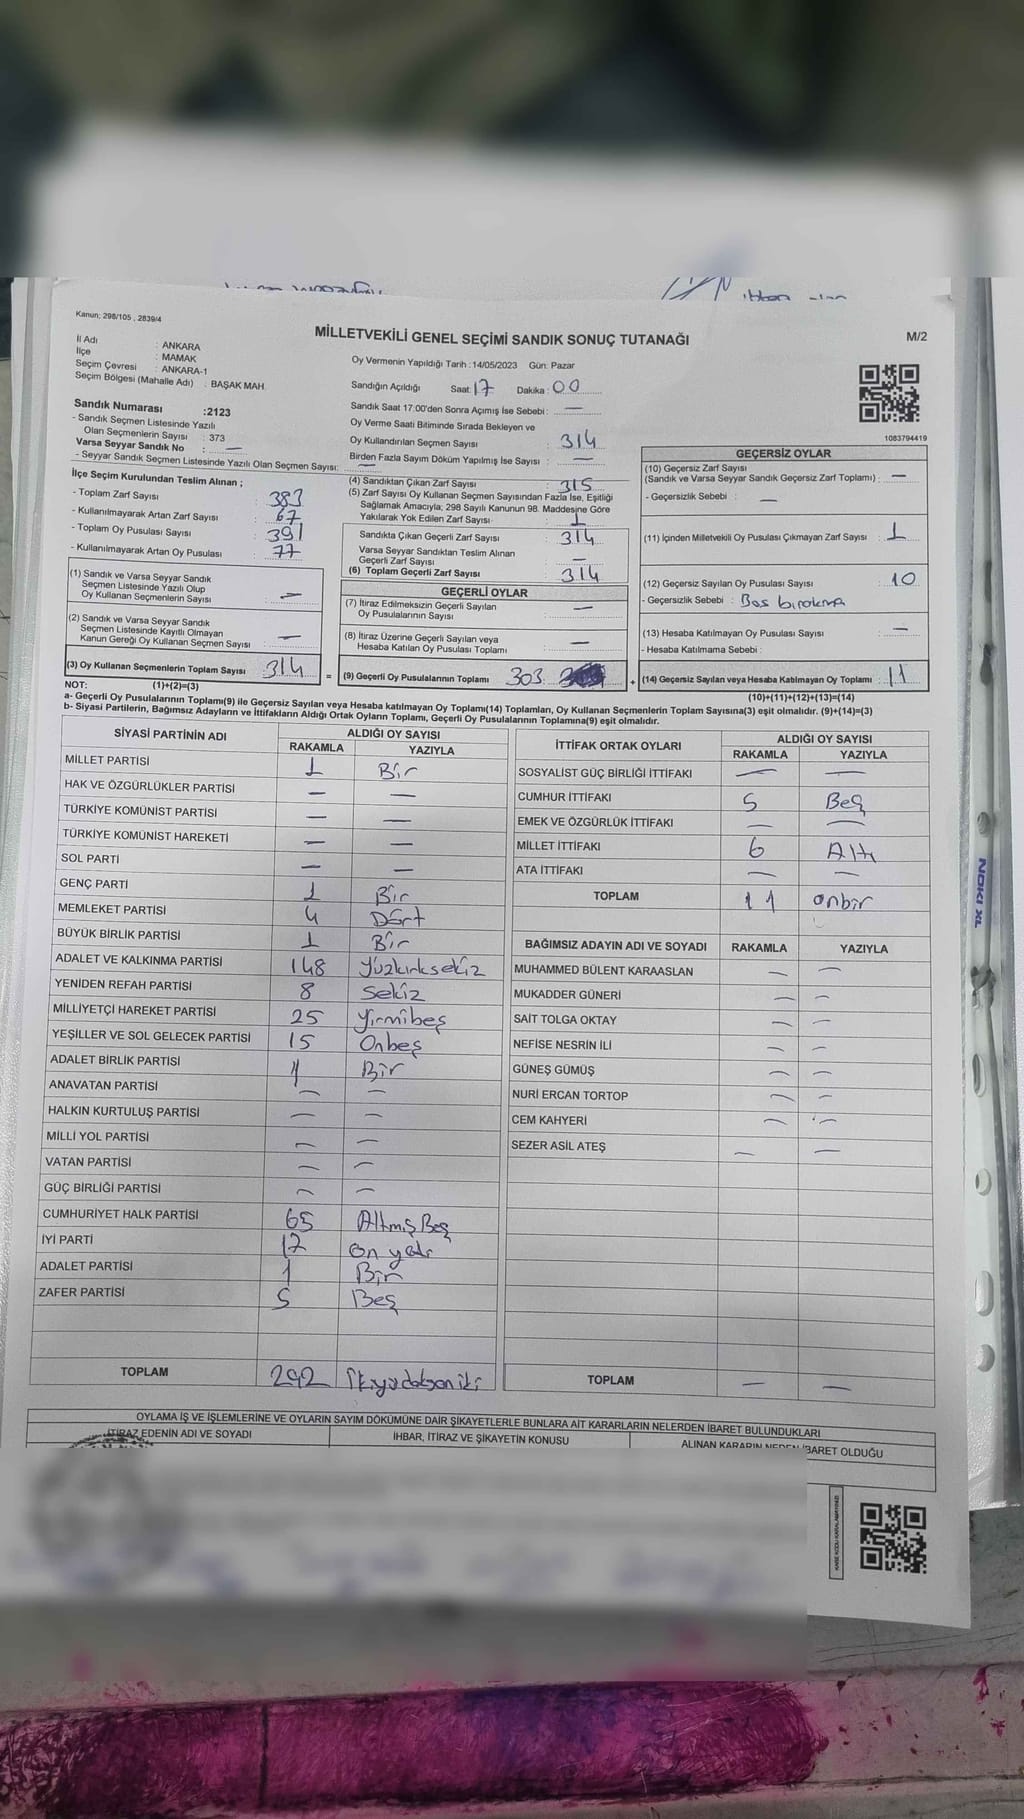 Kanun; 298/105 , 2839/4
MİLLETVEKİLİ GENEL SEÇİMİ SANDIK SONUÇ TUTANAĞI
M/2
İl Adı : ANKARA
İlçe : MAMAK
Seçim Çevresi : ANKARA-1
Seçim Bölgesi (Mahalle Adı) : BAŞAK MAH.
Sandık Numarası :2123
- Sandık Seçmen Listesinde Yazılı
Olan Seçmenlerin Sayısı : 373
Varsa Seyyar Sandık No : —
- Seyyar Sandık Seçmen Listesinde Yazılı Olan Seçmen Sayısı: —
Oy Vermenin Yapıldığı Tarih :14/05/2023 Gün: Pazar
Sandığın Açıldığı Saat: 17 Dakika : 00
Sandık Saat 17.00'den Sonra Açımış İse Sebebi : —
Oy Verme Saati Bitiminde Sırada Bekleyen ve
Oy Kullandırılan Seçmen Sayısı : 314
Birden Fazla Sayım Döküm Yapılmış İse Sayısı : —
1083794419
İlçe Seçim Kurulundan Teslim Alınan ;
- Toplam Zarf Sayısı : 383
- Kullanılmayarak Artan Zarf Sayısı : 67
- Toplam Oy Pusulası Sayısı : 391
- Kullanılmayarak Artan Oy Pusulası : 77
(1) Sandık ve Varsa Seyyar Sandık
Seçmen Listesinde Yazılı Olup
Oy Kullanan Seçmenlerin Sayısı : —
(2) Sandık ve Varsa Seyyar Sandık
Seçmen Listesinde Kayıtlı Olmayan
Kanun Gereği Oy Kullanan Seçmen Sayısı : —
(3) Oy Kullanan Seçmenlerin Toplam Sayısı : 314 =
(4) Sandıktan Çıkan Zarf Sayısı : 315
(5) Zarf Sayısı Oy Kullanan Seçmen Sayısından Fazla İse, Eşitliği
Sağlamak Amacıyla; 298 Sayılı Kanunun 98. Maddesine Göre
Yakılarak Yok Edilen Zarf Sayısı : 1
Sandıkta Çıkan Geçerli Zarf Sayısı : 314
Varsa Seyyar Sandıktan Teslim Alınan
Geçerli Zarf Sayısı : —
(6) Toplam Geçerli Zarf Sayısı : 314
GEÇERLİ OYLAR
(7) İtiraz Edilmeksizin Geçerli Sayılan
Oy Pusulalarının Sayısı : —
(8) İtiraz Üzerine Geçerli Sayılan veya
Hesaba Katılan Oy Pusulası Toplamı : —
(9) Geçerli Oy Pusulalarının Toplamı : 303 +
GEÇERSİZ OYLAR
(10) Geçersiz Zarf Sayısı
(Sandık ve Varsa Seyyar Sandık Geçersiz Zarf Toplamı) : —
- Geçersizlik Sebebi : —
(11) İçinden Milletvekili Oy Pusulası Çıkmayan Zarf Sayısı : 1
(12) Geçersiz Sayılan Oy Pusulası Sayısı : 10
- Geçersizlik Sebebi : Boş bırakma
(13) Hesaba Katılmayan Oy Pusulası Sayısı : —
- Hesaba Katılmama Sebebi :
(14) Geçersiz Sayılan veya Hesaba Katılmayan Oy Toplamı : 11
NOT: (1)+(2)=(3) (10)+(11)+(12)+(13)=(14)
a- Geçerli Oy Pusulalarının Toplamı(9) ile Geçersiz Sayılan veya Hesaba katılmayan Oy Toplamı(14) Toplamları, Oy Kullanan Seçmenlerin Toplam Sayısına(3) eşit olmalıdır. (9)+(14)=(3)
b- Siyasi Partilerin, Bağımsız Adayların ve İttifakların Aldığı Ortak Oyların Toplamı, Geçerli Oy Pusulalarının Toplamına(9) eşit olmalıdır.
SİYASİ PARTİNİN ADI ALDIĞI OY SAYISI
RAKAMLA YAZIYLA
MİLLET PARTİSİ 1 Bir
HAK VE ÖZGÜRLÜKLER PARTİSİ — —
TÜRKİYE KOMÜNİST PARTİSİ — —
TÜRKİYE KOMÜNİST HAREKETİ — —
SOL PARTİ — —
GENÇ PARTİ 1 Bir
MEMLEKET PARTİSİ 4 Dört
BÜYÜK BİRLİK PARTİSİ 1 Bir
ADALET VE KALKINMA PARTİSİ 148 Yüzkırksekiz
YENİDEN REFAH PARTİSİ 8 Sekiz
MİLLİYETÇİ HAREKET PARTİSİ 25 Yirmibeş
YEŞİLLER VE SOL GELECEK PARTİSİ 15 Onbeş
ADALET BİRLİK PARTİSİ 1 Bir
ANAVATAN PARTİSİ — —
HALKIN KURTULUŞ PARTİSİ — —
MİLLİ YOL PARTİSİ — —
VATAN PARTİSİ — —
GÜÇ BİRLİĞİ PARTİSİ — —
CUMHURİYET HALK PARTİSİ 65 Altmış Beş
İYİ PARTİ 17 On yedi
ADALET PARTİSİ 1 Bir
ZAFER PARTİSİ 5 Beş
TOPLAM 292 İkiyüzdoksaniki
İTTİFAK ORTAK OYLARI ALDIĞI OY SAYISI
RAKAMLA YAZIYLA
SOSYALİST GÜÇ BİRLİĞİ İTTİFAKI — —
CUMHUR İTTİFAKI 5 Beş
EMEK VE ÖZGÜRLÜK İTTİFAKI — —
MİLLET İTTİFAKI 6 Altı
ATA İTTİFAKI — —
TOPLAM 11 onbir
BAĞIMSIZ ADAYIN ADI VE SOYADI RAKAMLA YAZIYLA
MUHAMMED BÜLENT KARAASLAN — —
MUKADDER GÜNERİ — —
SAİT TOLGA OKTAY — —
NEFİSE NESRİN İLİ — —
GÜNEŞ GÜMÜŞ — —
NURİ ERCAN TORTOP — —
CEM KAHYERİ — —
SEZER ASİL ATEŞ — —
TOPLAM — —
OYLAMA İŞ VE İŞLEMLERİNE VE OYLARIN SAYIM DÖKÜMÜNE DAİR ŞİKAYETLERLE BUNLARA AİT KARARLARIN NELERDEN İBARET BULUNDUKLARI
İTİRAZ EDENİN ADI VE SOYADI İHBAR, İTİRAZ VE ŞİKAYETİN KONUSU ALINAN KARARIN NEDEN İBARET OLDUĞU
NOKI XL